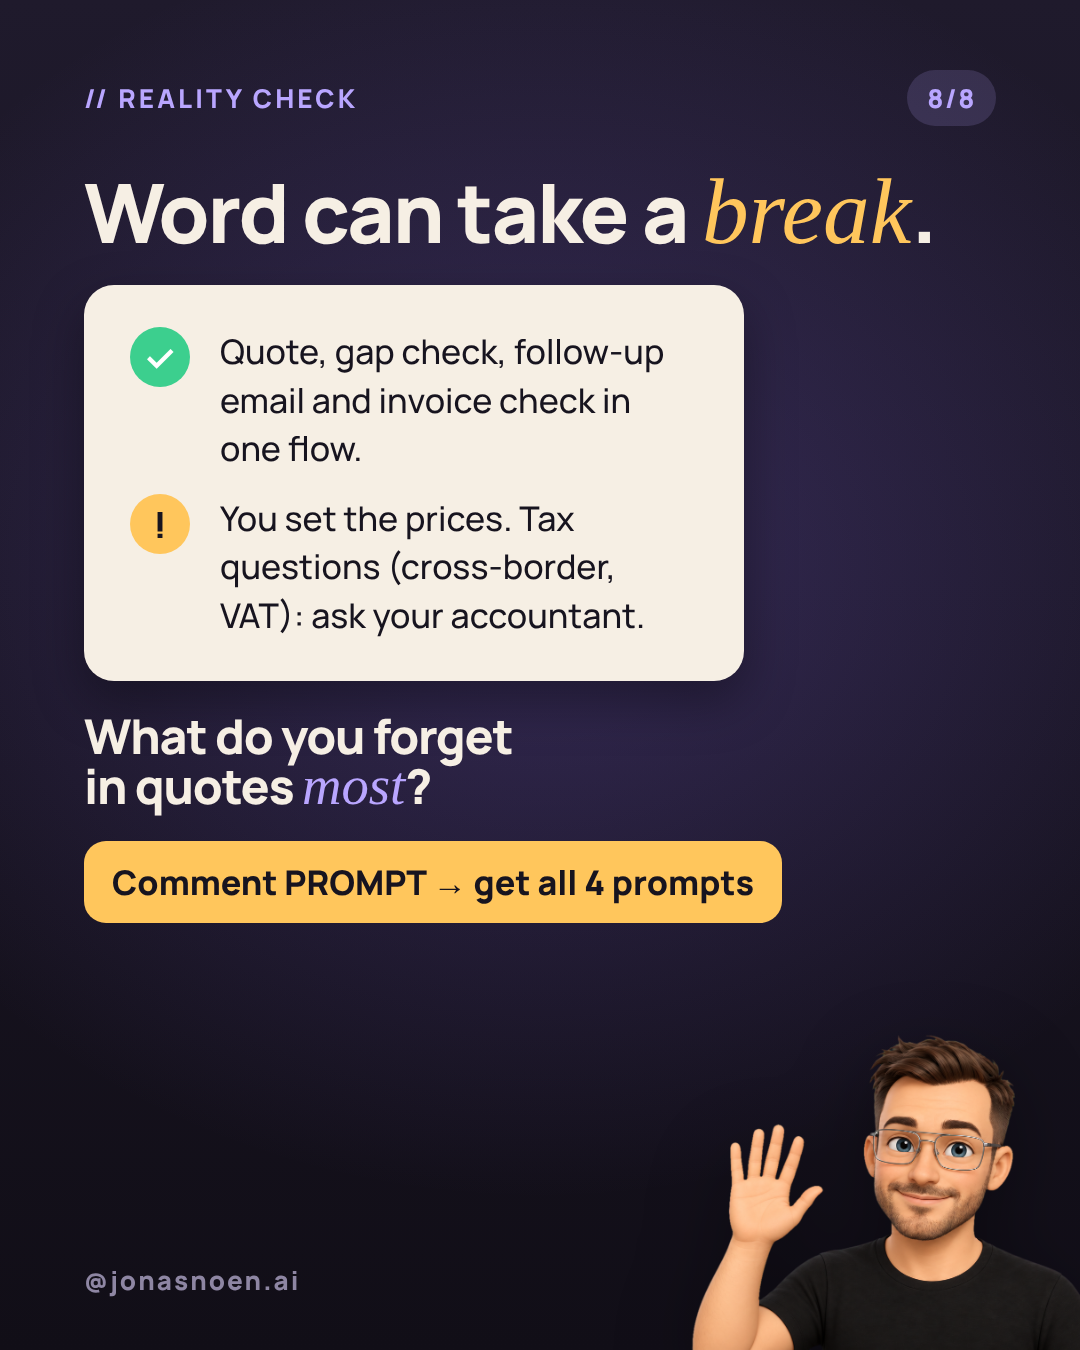 // REALITY CHECK
8/8
Word can take a break.
Quote, gap check, follow-up
email and invoice check in
one flow.
!
You set the prices. Tax
questions (cross-border,
VAT): ask your accountant.
What do you forget
in quotes most?
Comment PROMPT → get all 4 prompts
@jonasnoen.ai